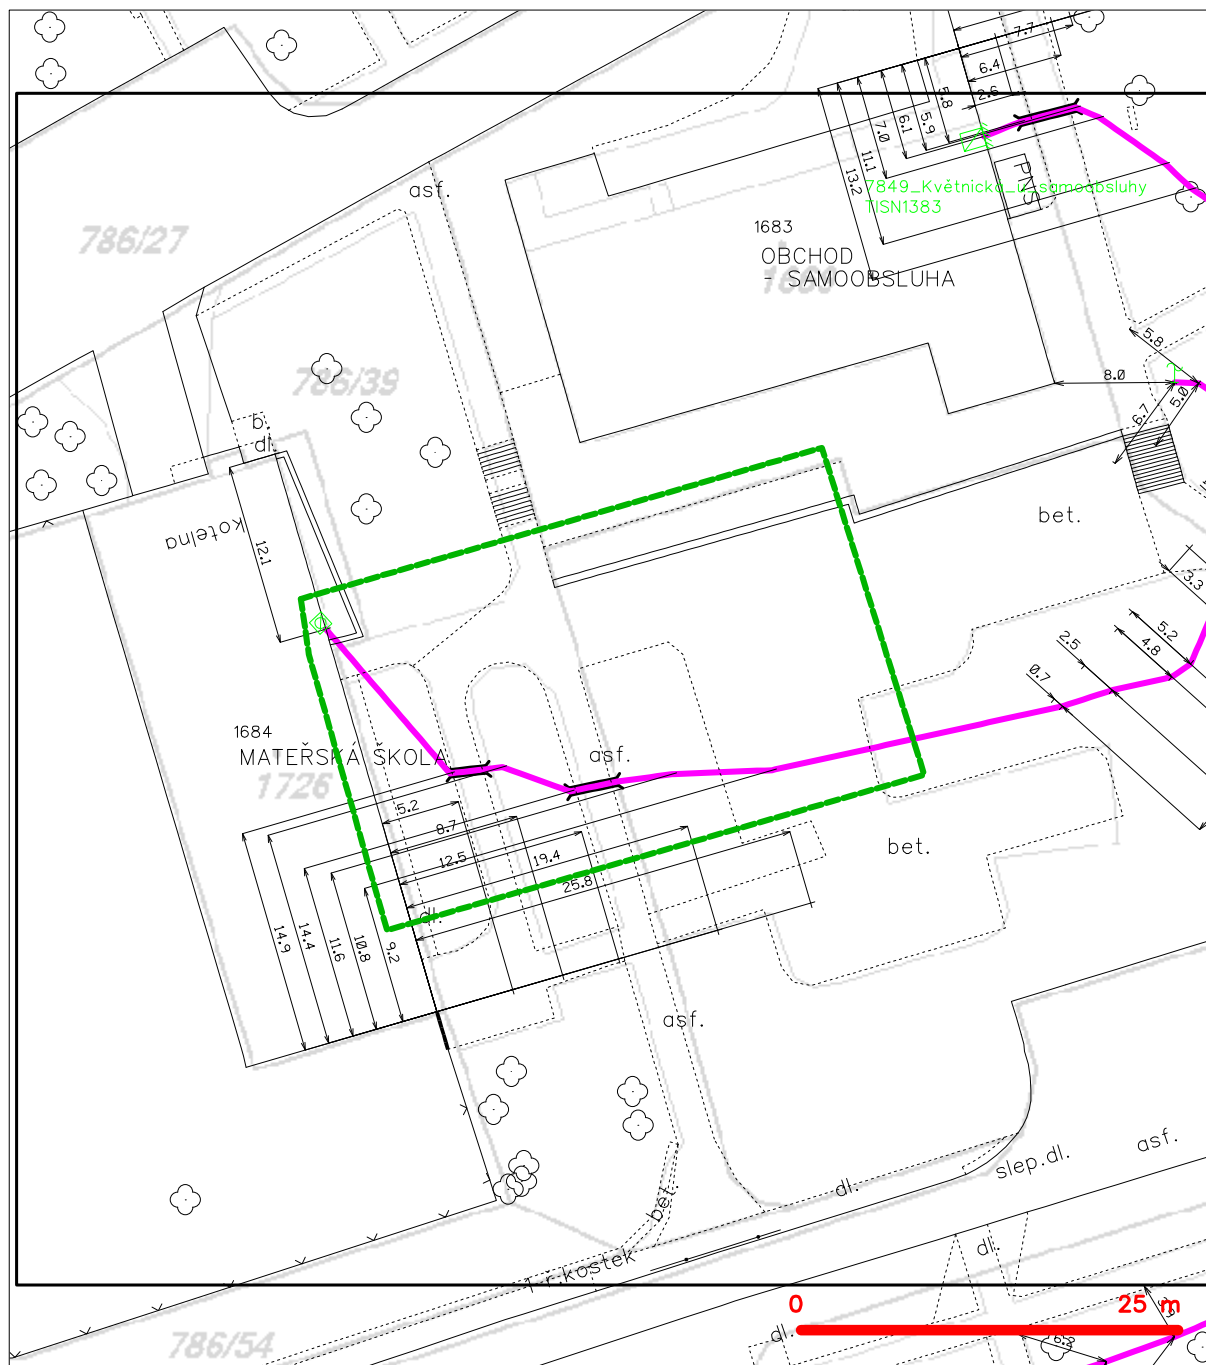 7.7
6.4
2.6
5.8
5.9
6.1
7.0
11.1
13.2
PNS
asf.
7849_Květnická_u_samoobsluhy
TISN1383
786/27
1683
OBCHOD
- SAMOOBSLUHA
5.8
8.0
5.0
6.7
786/39
b.
dl.
kotelna
12.1
bet.
3.3
5.2
4.8
2.5
0.7
1684
MATEŘSKÁ ŠKOLA
1726
asf.
5.2
8.7
12.5
19.4
25.8
bet.
dl.
14.9
14.4
11.6
10.8
9.2
asf.
asf.
slep.dl.
dl.
bet.
1.r.kostek
dl.
0
25 m
3.9
dl.
6.2
786/54